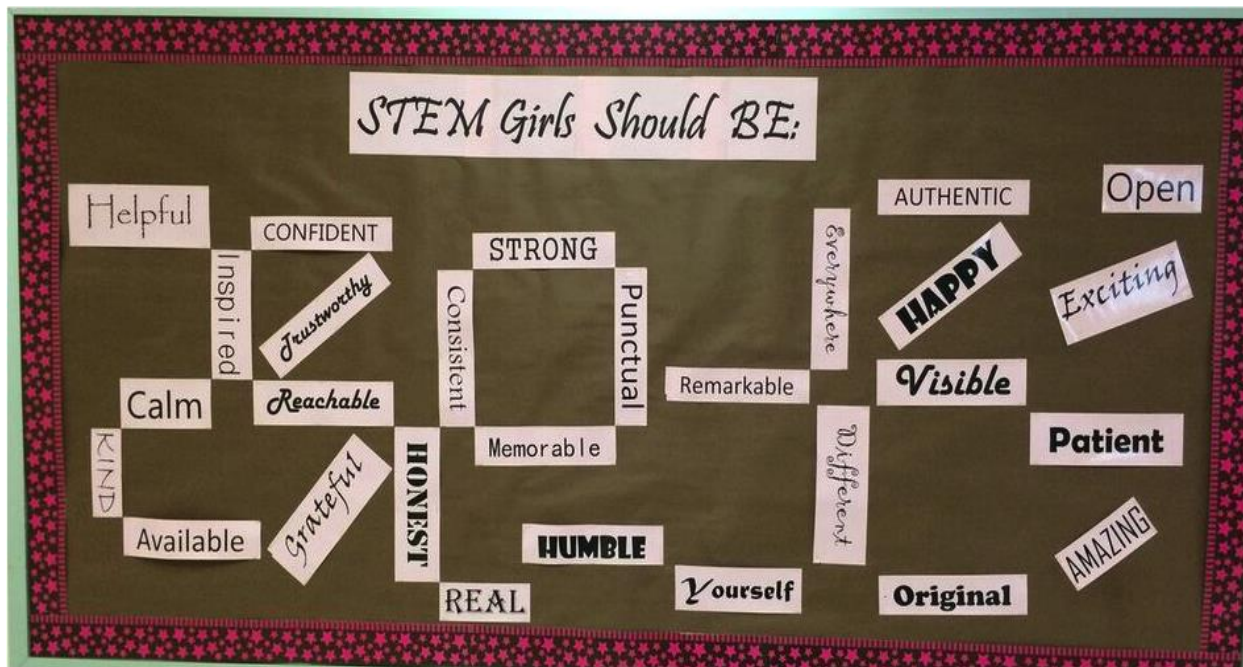 STEM Girls Should BE:
Helpful
CONFIDENT
STRONG
AUTHENTIC
Open
Inspired
Trustworthy
Consistent
Punctual
Everywhere
HAPPY
Exciting
Calm
Reachable
Remarkable
Visible
KIND
Grateful
HONEST
Memorable
Different
Patient
Available
HUMBLE
AMAZING
REAL
Yourself
Original